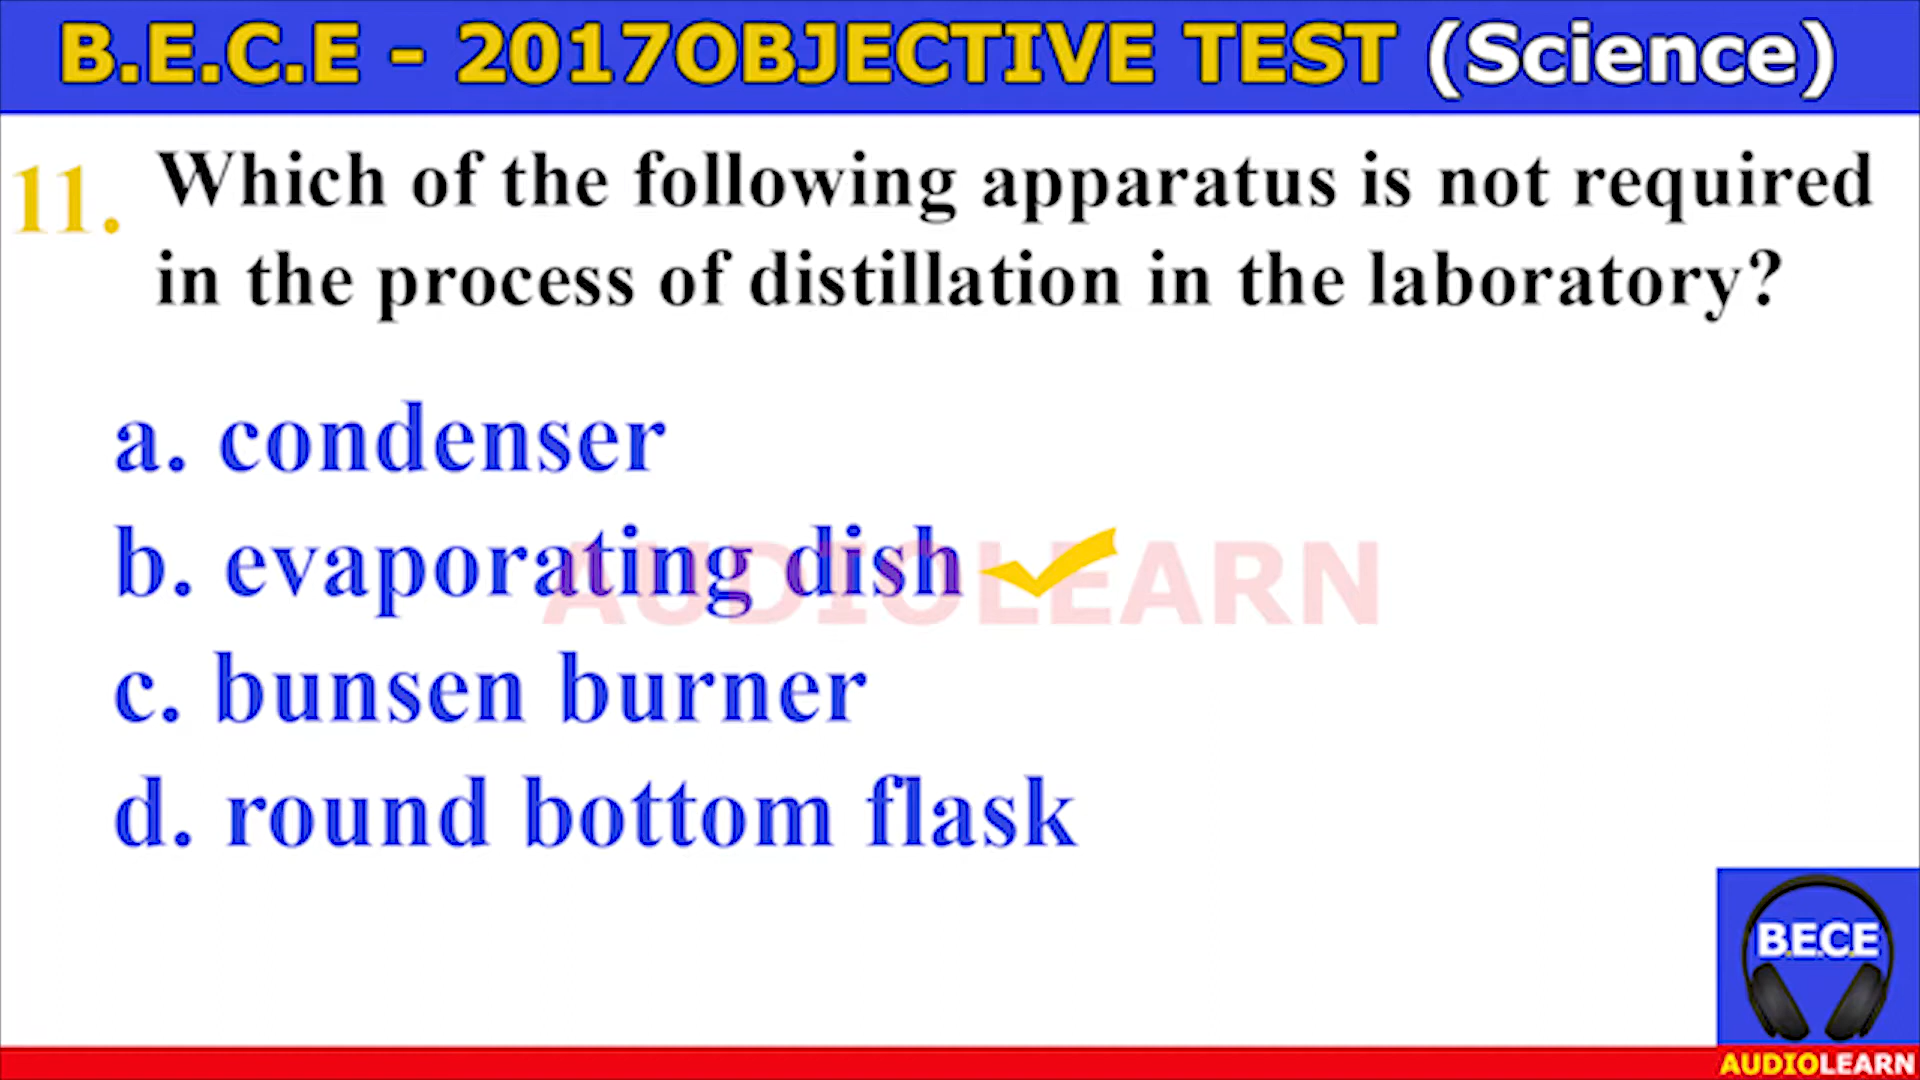 B.E.C.E - 2017OBJECTIVE TEST (Science)
11. Which of the following apparatus is not required
in the process of distillation in the laboratory?
a. condenser
b. evaporating dish
AUDIOLEARN
c. bunsen burner
d. round bottom flask
B.E.C.E
AUDIOLEARN